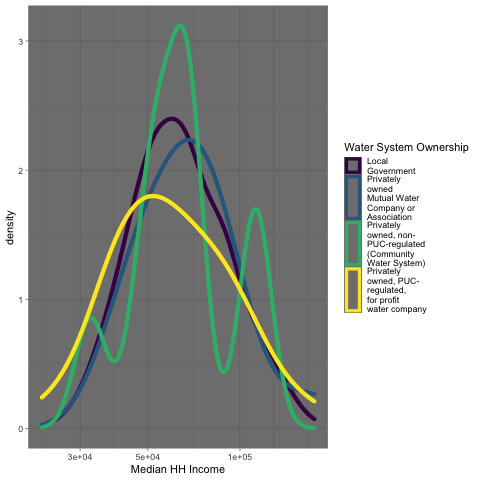 3
2
1
0
density
3e+04
5e+04
1e+05
Median HH Income
Water System Ownership
Local
Government
Privately
owned
Mutual Water
Company or
Association
Privately
owned, non-
PUC-regulated
(Community
Water System)
Privately
owned, PUC-
regulated,
for profit
water company